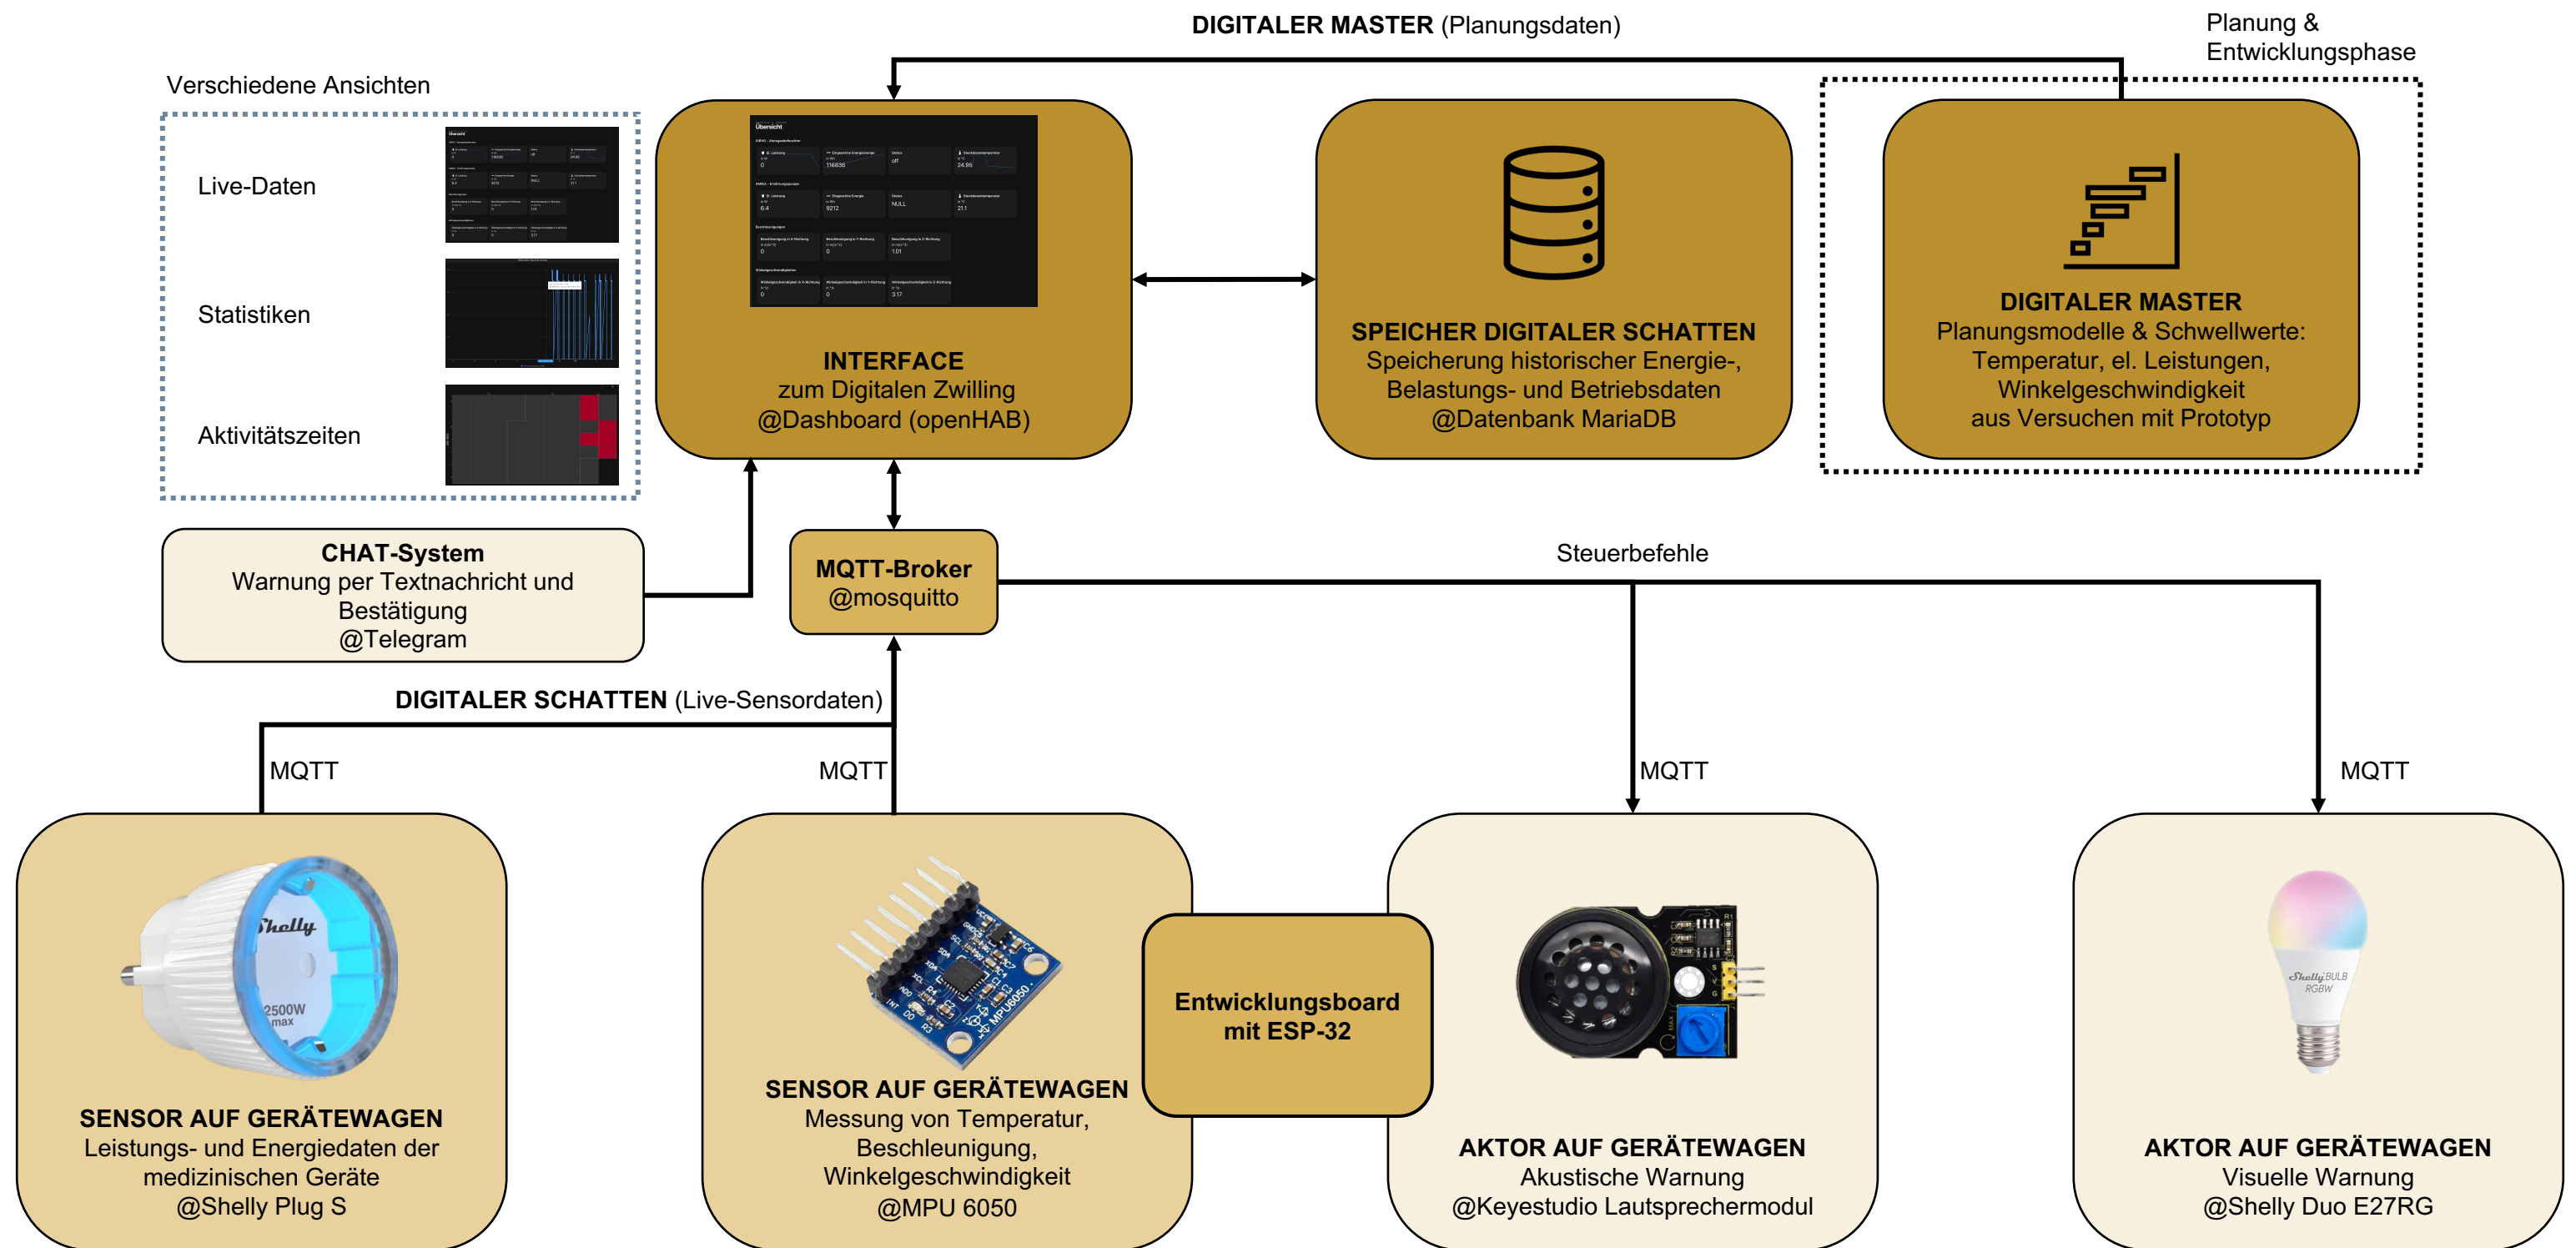 DIGITALER MASTER (Planungsdaten)
Planung &
Entwicklungsphase
Verschiedene Ansichten
Live-Daten
Statistiken
Aktivitätszeiten
Übersicht
INTERFACE
zum Digitalen Zwilling
@Dashboard (openHAB)
SPEICHER DIGITALER SCHATTEN
Speicherung historischer Energie-,
Belastungs- und Betriebsdaten
@Datenbank MariaDB
DIGITALER MASTER
Planungsmodelle & Schwellwerte:
Temperatur, el. Leistungen,
Winkelgeschwindigkeit
aus Versuchen mit Prototyp
CHAT-System
Warnung per Textnachricht und
Bestätigung
@Telegram
MQTT-Broker
@mosquitto
Steuerbefehle
DIGITALER SCHATTEN (Live-Sensordaten)
MQTT
MQTT
MQTT
MQTT
Shelly
2500W
max
SENSOR AUF GERÄTEWAGEN
Leistungs- und Energiedaten der
medizinischen Geräte
@Shelly Plug S
MPU6050
SENSOR AUF GERÄTEWAGEN
Messung von Temperatur,
Beschleunigung,
Winkelgeschwindigkeit
@MPU 6050
Entwicklungsboard
mit ESP-32
AKTOR AUF GERÄTEWAGEN
Akustische Warnung
@Keyestudio Lautsprechermodul
Shelly BULB
RGBW
AKTOR AUF GERÄTEWAGEN
Visuelle Warnung
@Shelly Duo E27RG